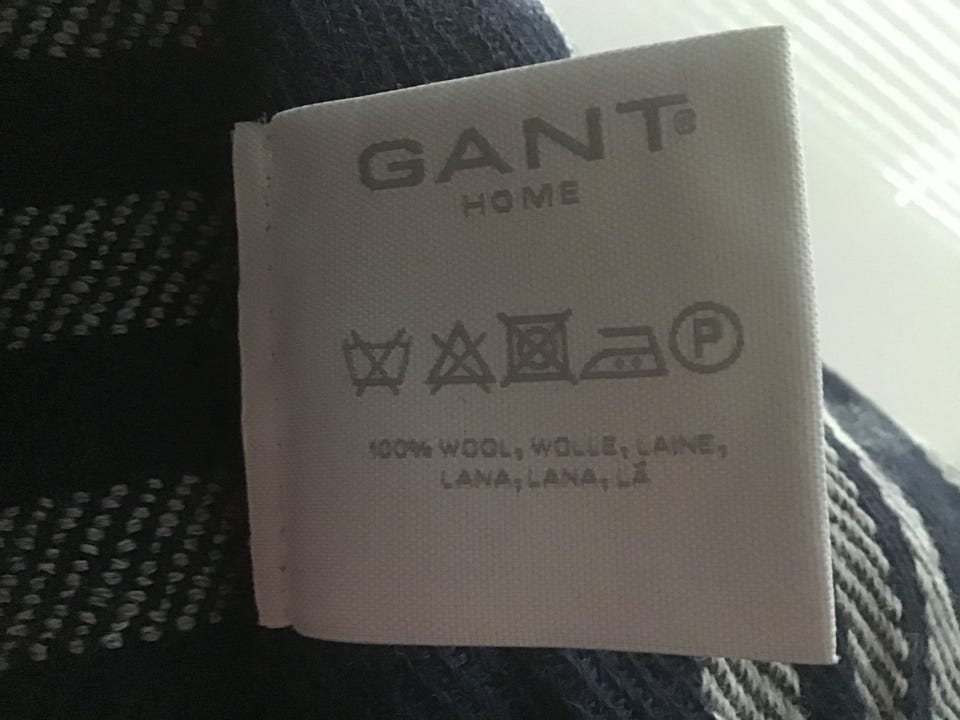 GANT®
HOME
P
100% WOOL, WOLLE, LAINE,
LANA, LANA, LÃ